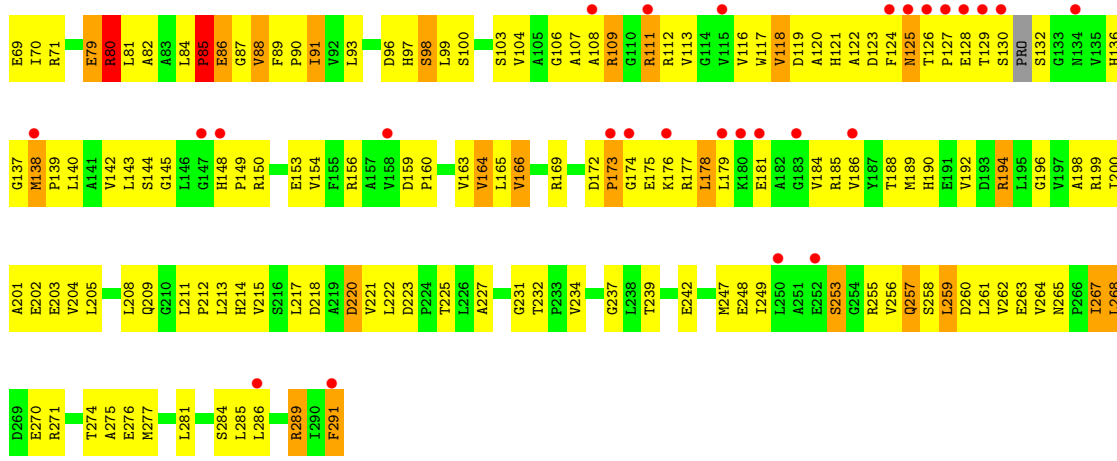 E69 I70 R71 E79 R80 L81 A82 A83 L84 P85 E86 G87 V88 F89 P90 I91 V92 L93 D96 H97 S98 L99 S100 S103 V104 A105 G106 A107 A108 R109 G110 R111 R112 V113 G114 V115 V116 W117 V118 D119 A120 H121 A122 D123 F124 N125 T126 P127 E128 T129 S130 PRO S132 G133 N134 V135 H136
G137 M138 P139 L140 A141 V142 L143 S144 G145 L146 G147 H148 P149 R150 E153 V154 F155 R156 A157 V158 D159 P160 V163 V164 L165 V166 R169 D172 P173 G174 E175 K176 R177 L178 L179 K180 E181 A182 G183 V184 R185 V186 Y187 T188 M189 H190 E191 V192 D193 R194 L195 G196 V197 A198 R199 I200
A201 E202 E203 V204 L205 L208 Q209 G210 L211 P212 L213 H214 V215 S216 L217 D218 A219 D220 V221 L222 D223 P224 T225 L226 A227 G231 T232 P233 V234 G237 L238 T239 E242 M247 E248 I249 L250 A251 E252 S253 G254 R255 V256 Q257 S258 L259 D260 L261 V262 E263 V264 N265 P266 I267 L268
D269 E270 R271 T274 A275 E276 M277 L281 S284 L285 L286 R289 I290 F291